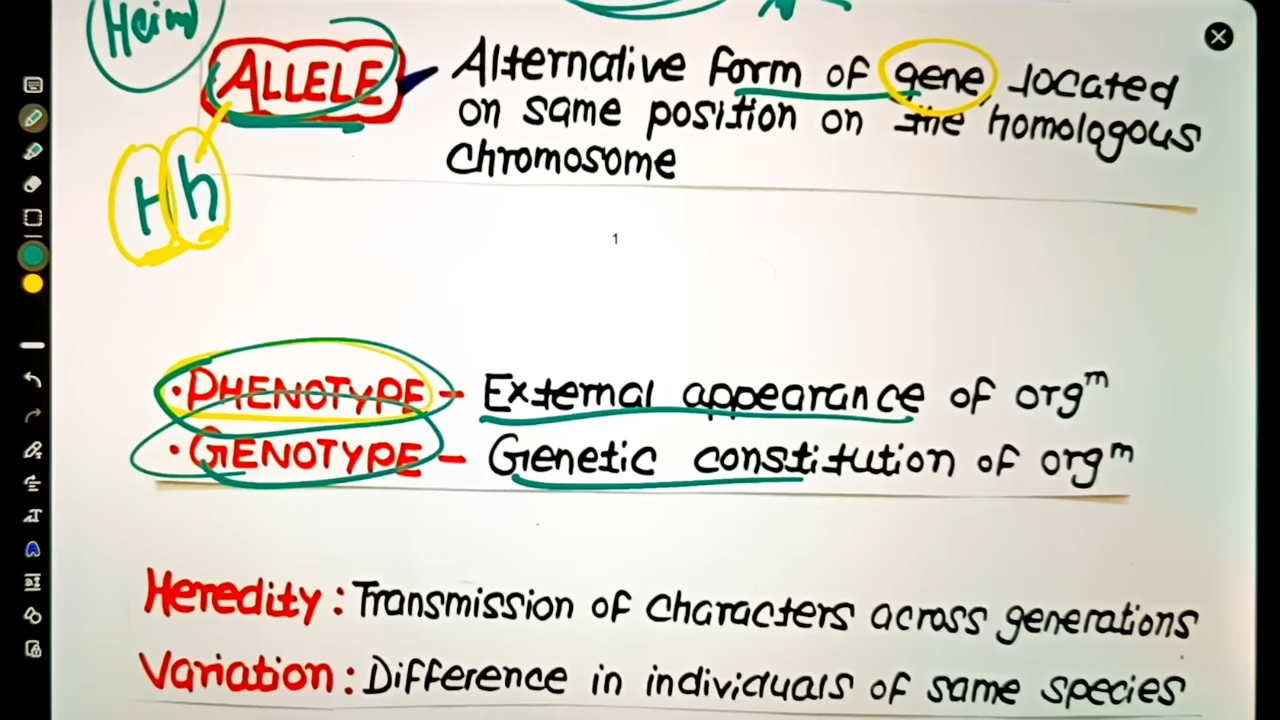 ALLELE Alternative form of gene, located
on same position on the homologous
chromosome
H h
1
• PHENOTYPE - External appearance of orgᵐ
• GENOTYPE - Genetic constitution of orgᵐ
Heredity : Transmission of characters across generations
Variation : Difference in individuals of same species